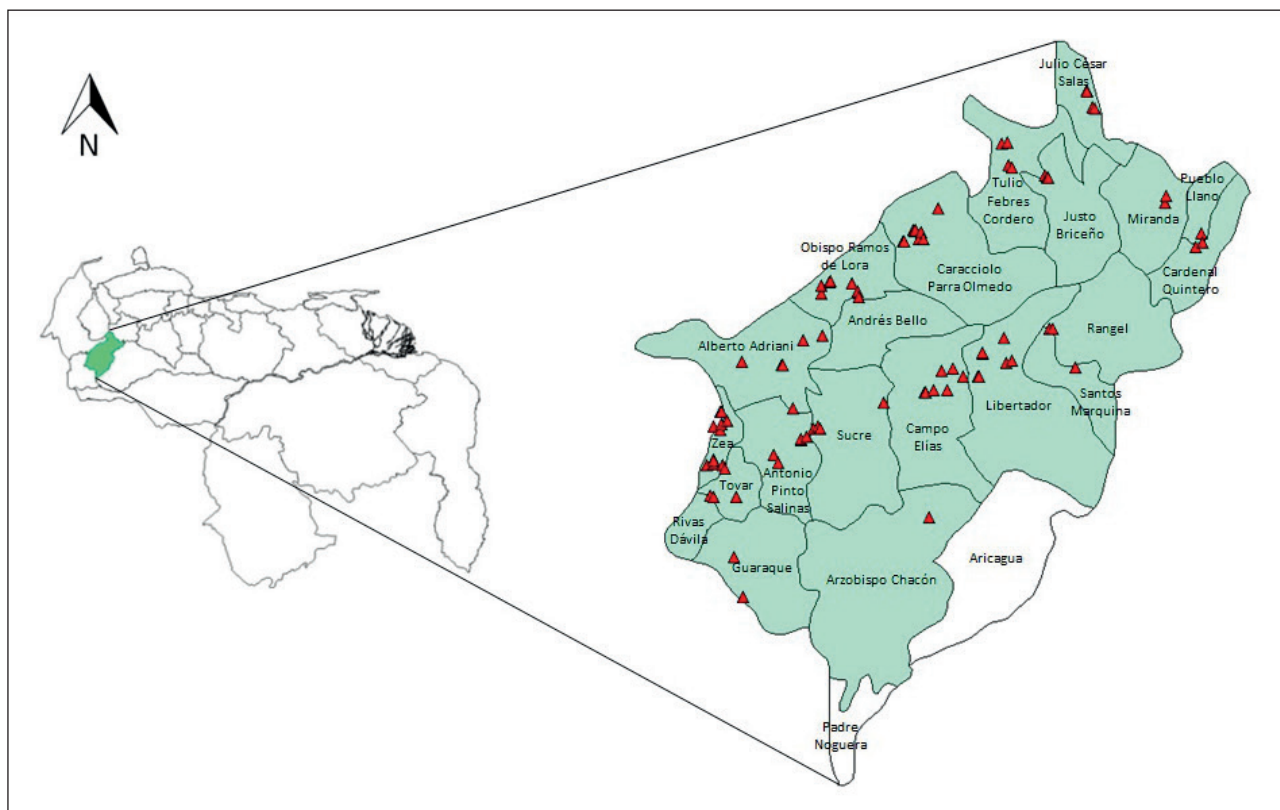 N
Julio César
Salas
Tulio
Febres
Cordero
Justo
Briceño
Miranda
Pueblo
Llano
Cardenal
Quintero
Obispo Ramos
de Lora
Caracciolo
Parra Olmedo
Andrés Bello
Rangel
Alberto Adriani
Santos
Marquina
Libertador
Campo
Elías
Sucre
Zea
Tovar
Antonio
Pinto
Salinas
Rivas
Dávila
Guaraque
Arzobispo Chacón
Aricagua
Padre
Noguera